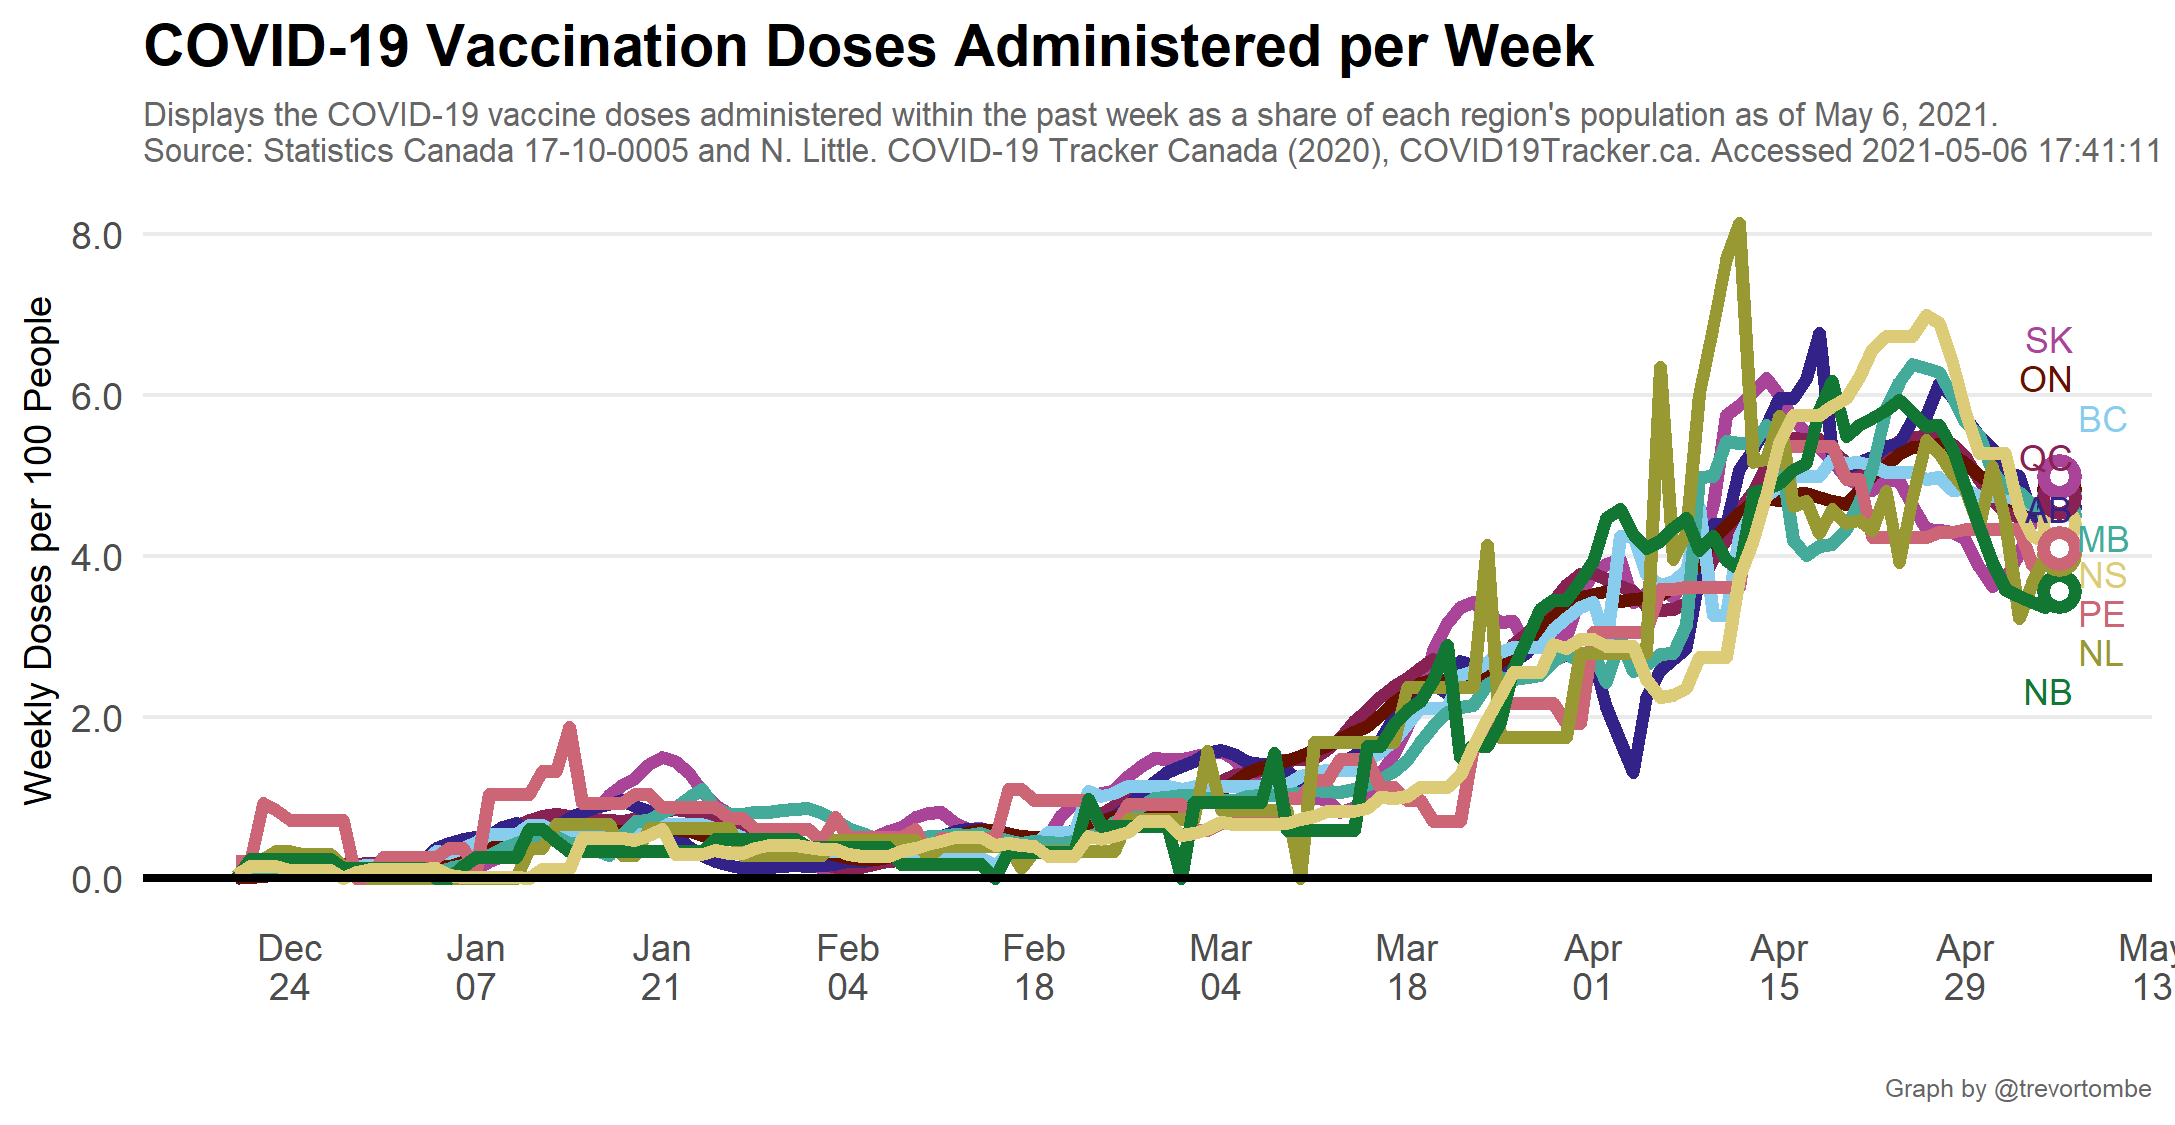 COVID-19 Vaccination Doses Administered per Week
Displays the COVID-19 vaccine doses administered within the past week as a share of each region's population as of May 6, 2021.
Source: Statistics Canada 17-10-0005 and N. Little. COVID-19 Tracker Canada (2020), COVID19Tracker.ca. Accessed 2021-05-06 17:41:11
Weekly Doses per 100 People
8.0
6.0
4.0
2.0
0.0
SK
ON
BC
QC
AB
MB
NS
PE
NL
NB
Dec
24
Jan
07
Jan
21
Feb
04
Feb
18
Mar
04
Mar
18
Apr
01
Apr
15
Apr
29
May
13
Graph by @trevortombe